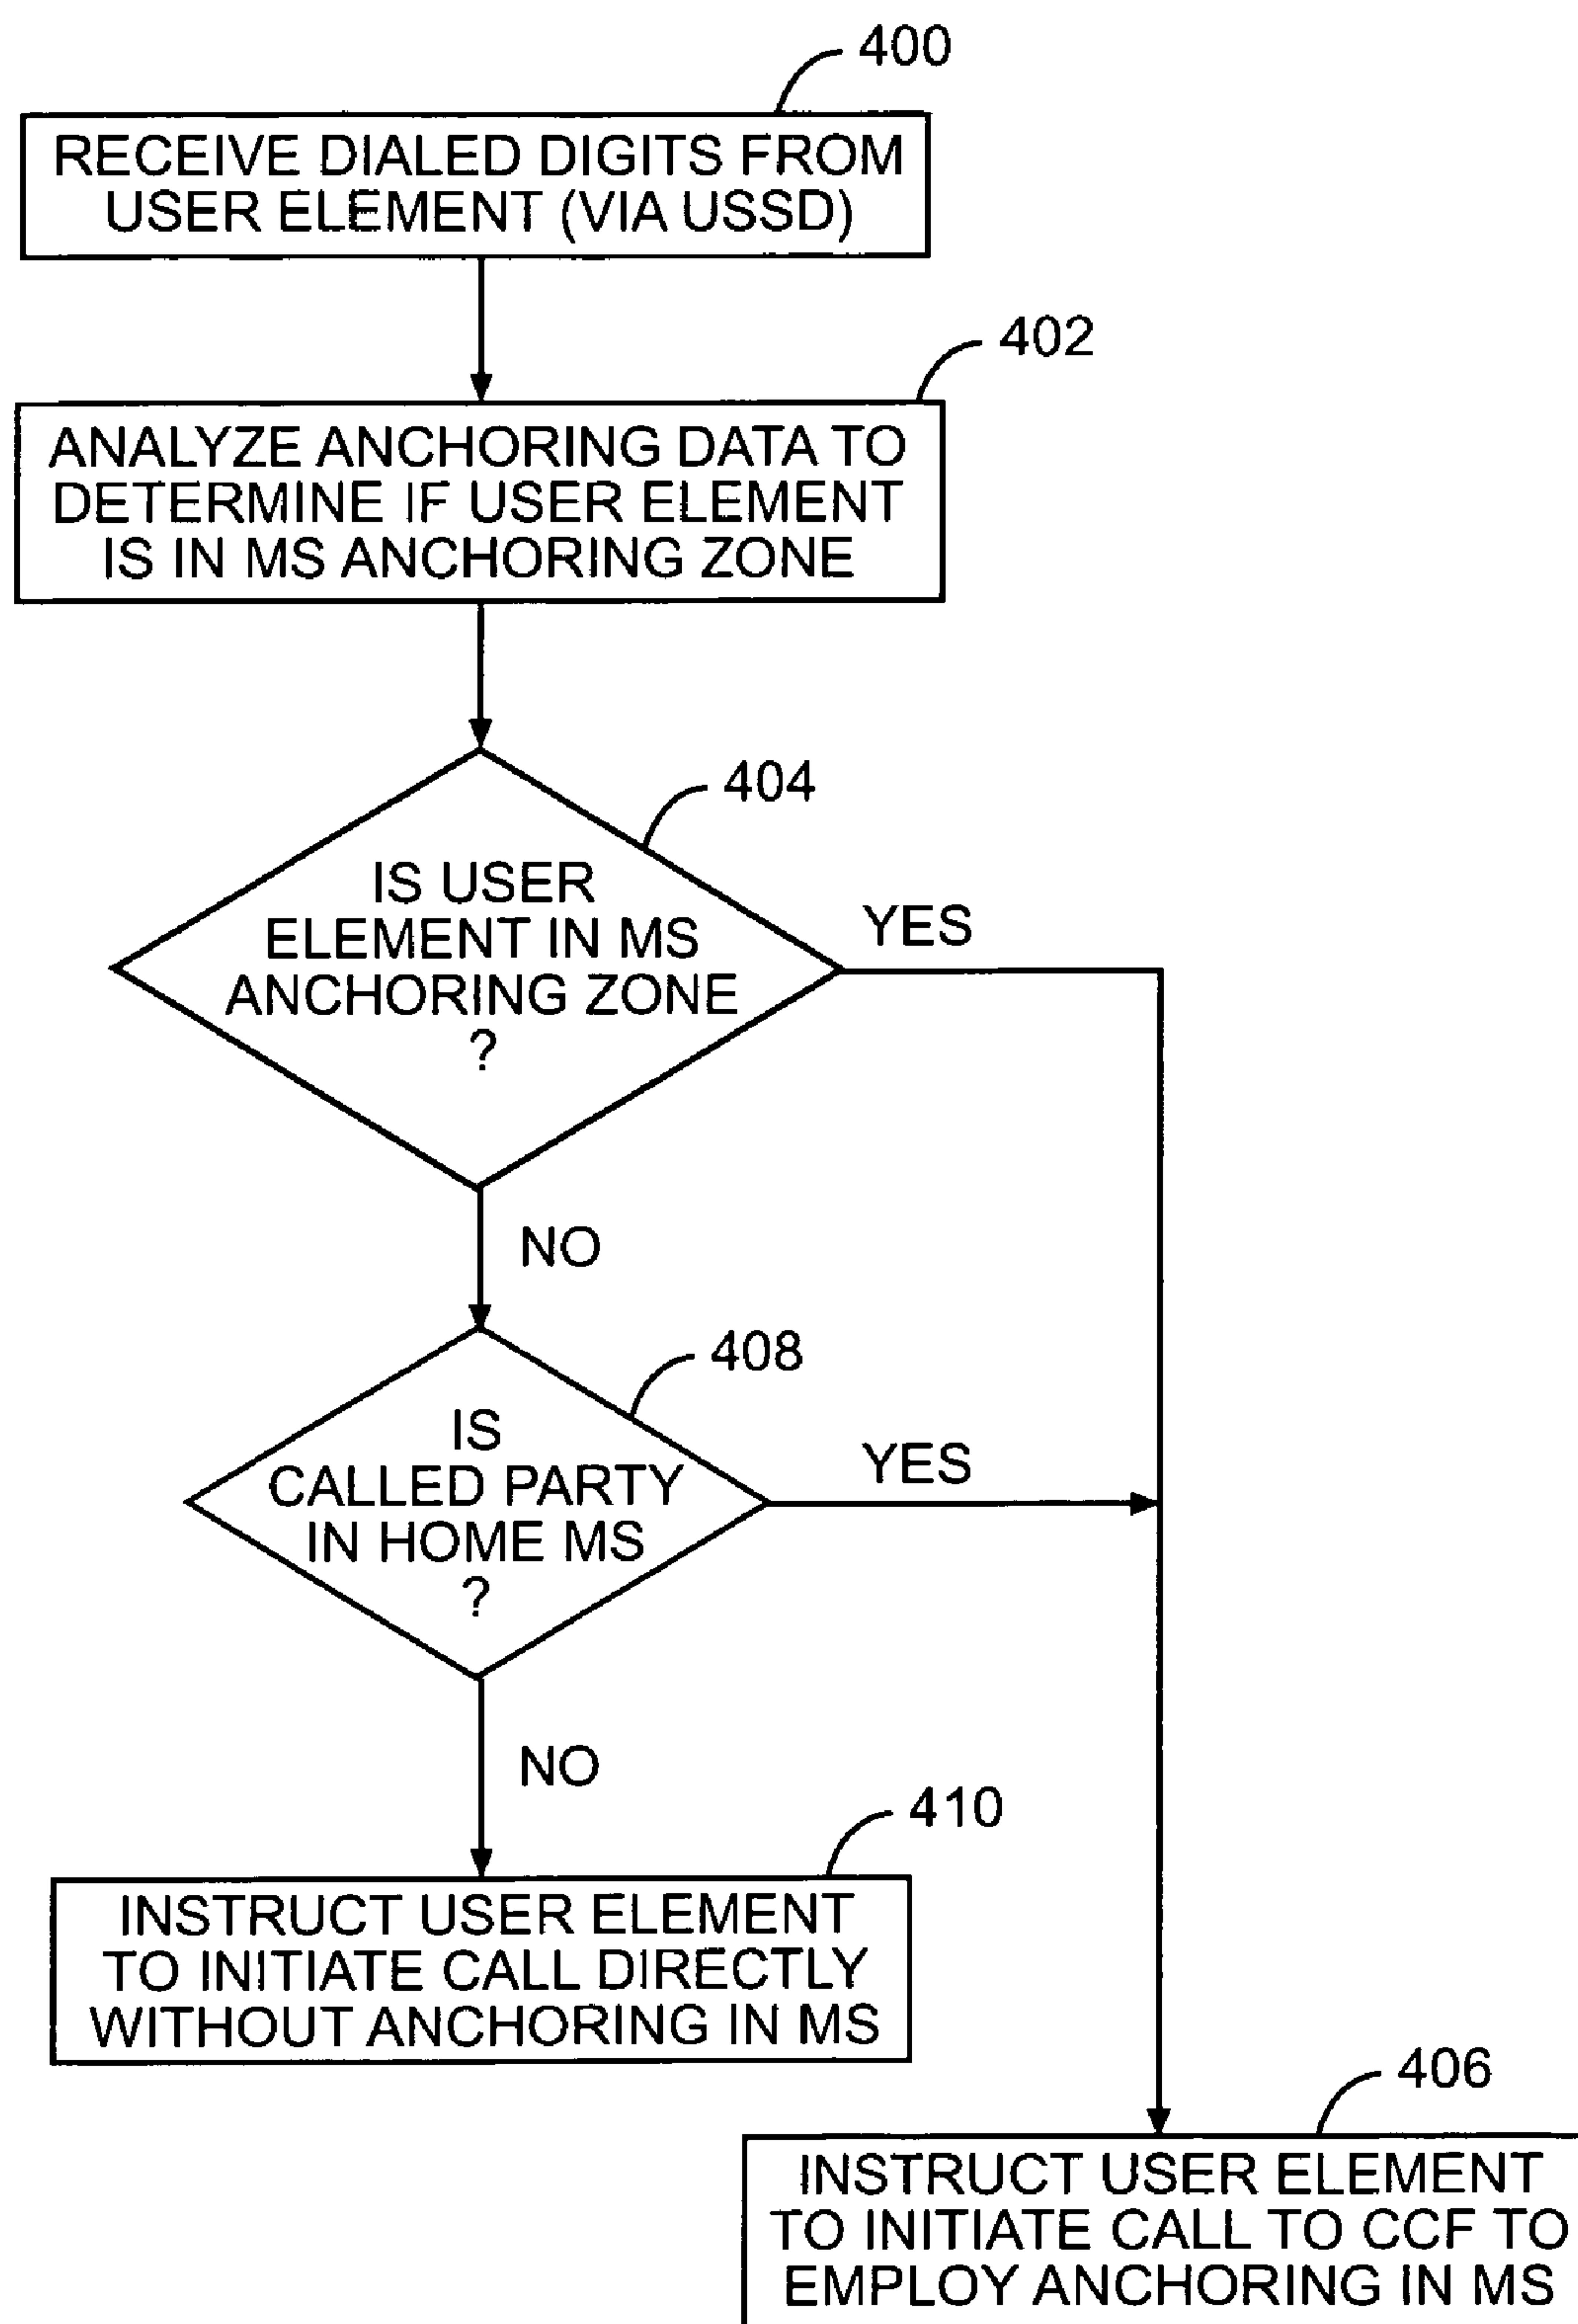 400
RECEIVE DIALED DIGITS FROM
USER ELEMENT (VIA USSD)
402
ANALYZE ANCHORING DATA TO
DETERMINE IF USER ELEMENT
IS IN MS ANCHORING ZONE
404
IS USER
ELEMENT IN MS
ANCHORING ZONE
?
YES
NO
408
IS
CALLED PARTY
IN HOME MS
?
YES
NO
410
INSTRUCT USER ELEMENT
TO INITIATE CALL DIRECTLY
WITHOUT ANCHORING IN MS
406
INSTRUCT USER ELEMENT
TO INITIATE CALL TO CCF TO
EMPLOY ANCHORING IN MS